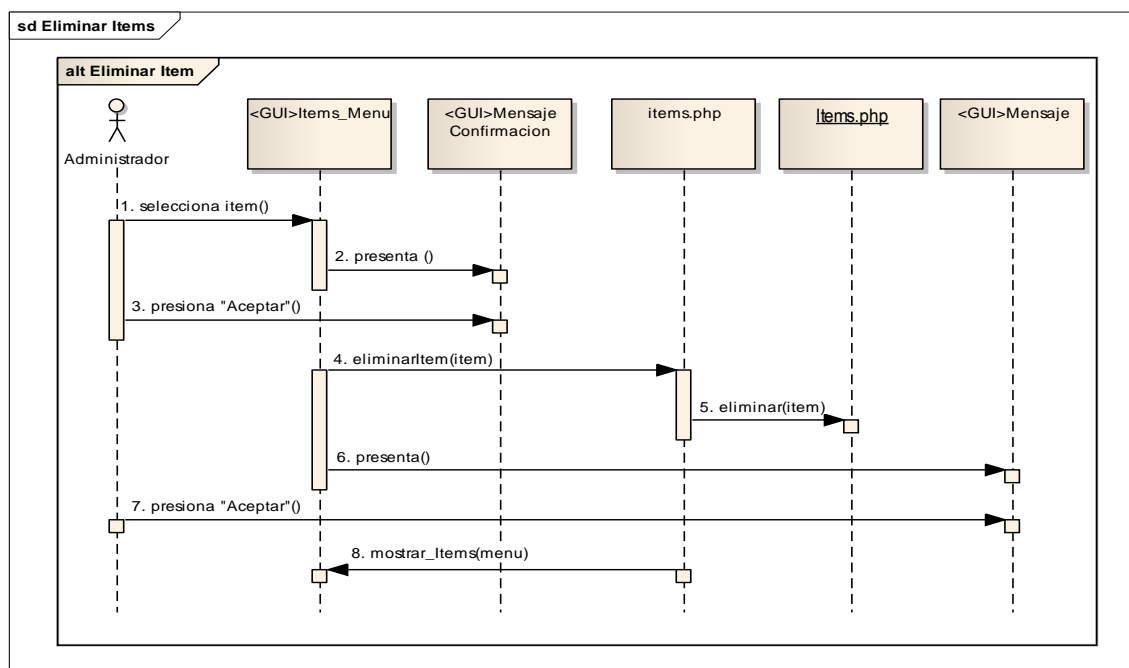 sd Eliminar Items
alt Eliminar Item
Administrador
<GUI>Items_Menu
<GUI>Mensaje
Confirmacion
items.php
Items.php
<GUI>Mensaje
1. selecciona item()
2. presenta ()
3. presiona "Aceptar"()
4. eliminarItem(item)
5. eliminar(item)
6. presenta()
7. presiona "Aceptar"()
8. mostrar_Items(menu)